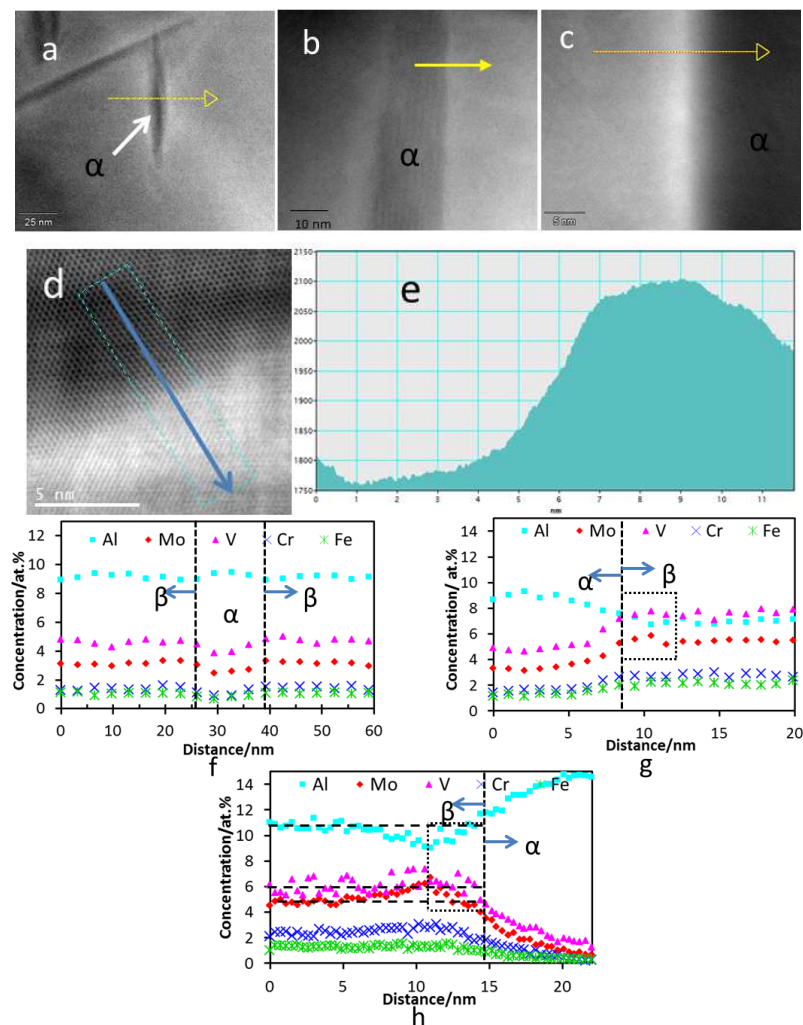 a
α
25 nm
b
α
10 nm
c
α
5 nm
d
5 nm
e
2150
2100
2050
2000
1950
1900
1850
1800
1750
0 1 2 3 4 5 6 7 8 9 10 11
nm
Concentration/at.%
12
10
8
6
4
2
0
Al Mo V Cr Fe
β α β
0 10 20 30 40 50 60
Distance/nm
f
Concentration/at.%
14
12
10
8
6
4
2
0
Al Mo V Cr Fe
α β
0 5 10 15 20
Distance/nm
g
Concentration/at.%
14
12
10
8
6
4
2
0
Al Mo V Cr Fe
β
α
0 5 10 15 20
Distance/nm
h